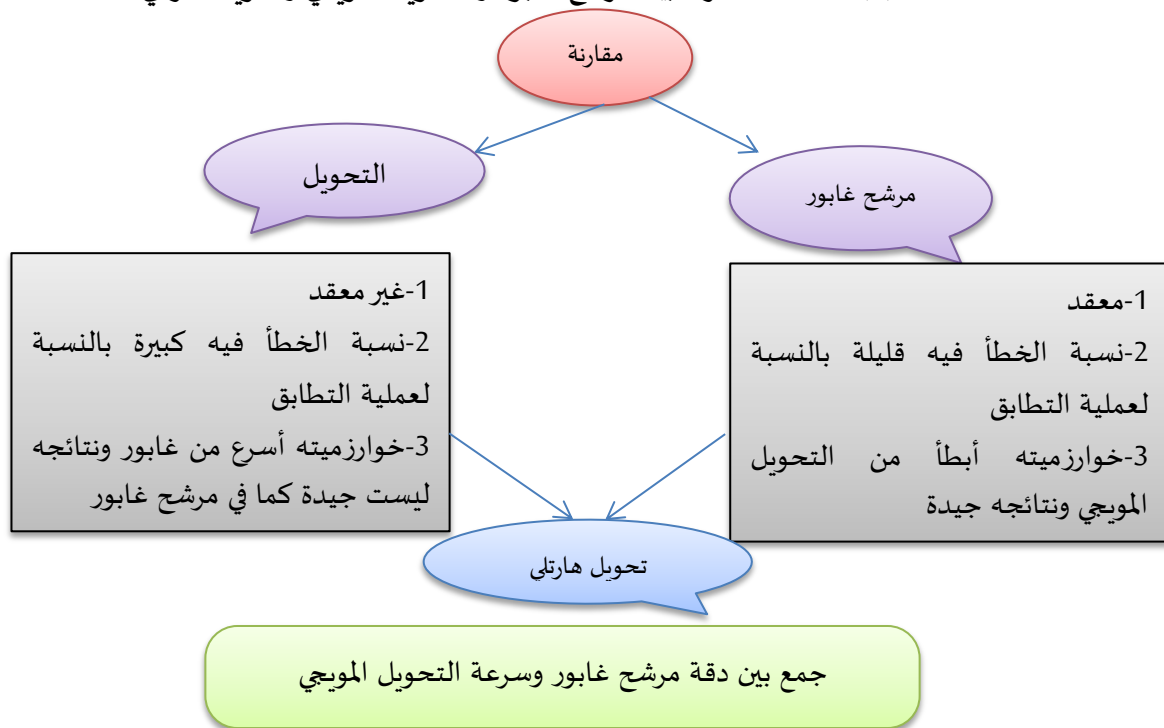 مقارنة
مرشح غابور
التحويل
1-معقد
2-نسبة الخطأ فيه قليلة بالنسبة
لعملية التطابق
3-خوارزميته أبطأ من التحويل
المويجي ونتائجه جيدة
1-غير معقد
2-نسبة الخطأ فيه كبيرة بالنسبة
لعملية التطابق
3-خوارزميته أسرع من غابور ونتائجه
ليست جيدة كما في مرشح غابور
تحويل هارتلي
جمع بين دقة مرشح غابور وسرعة التحويل المويجي